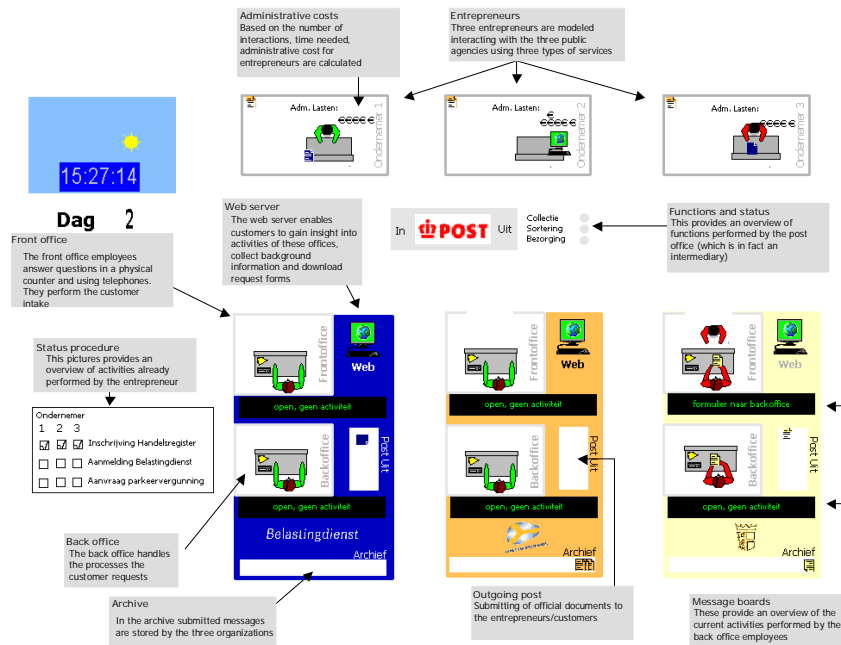 Administrative costs
Based on the number of
interactions, time needed,
administrative cost for
entrepreneurs are calculated
Entrepreneurs
Three entrepreneurs are modeled
interacting with the three public
agencies using three types of services
Adm. Lasten:
€€€€€
Ondernemer 1
Adm. Lasten:
€
€€€€€
Ondernemer 2
Adm. Lasten:
€€€€€
Ondernemer 3
15:27:14
Dag 2
Web server
The web server enables
customers to gain insight into
activities of these offices,
collect background
information and download
request forms
In POST Uit
Collectie
Sortering
Bezorging
Functions and status
This provides an overview of
functions performed by the post
office (which is in fact an
intermediary)
Front office
The front office employees
answer questions in a physical
counter and using telephones.
They perform the customer
intake
Status procedure
This pictures provides an
overview of activities already
performed by the entrepreneur
Ondernemer
1 2 3
Inschrijving Handelsregister
Aanmelding Belastingdienst
Aanvraag parkeervergunning
Frontoffice
Web
open, geen activiteit
Backoffice
Post Uit
open, geen activiteit
Belastingdienst
Archief
Frontoffice
Web
open, geen activiteit
Backoffice
Post Uit
open, geen activiteit
Archief
Frontoffice
Web
formulier naar backoffice
Backoffice
Post Uit
open, geen activiteit
Archief
Back office
The back office handles
the processes the
customer requests
Archive
In the archive submitted messages
are stored by the three organizations
Outgoing post
Submitting of official documents to
the entrepreneurs/customers
Message boards
These provide an overview of the
current activities performed by the
back office employees